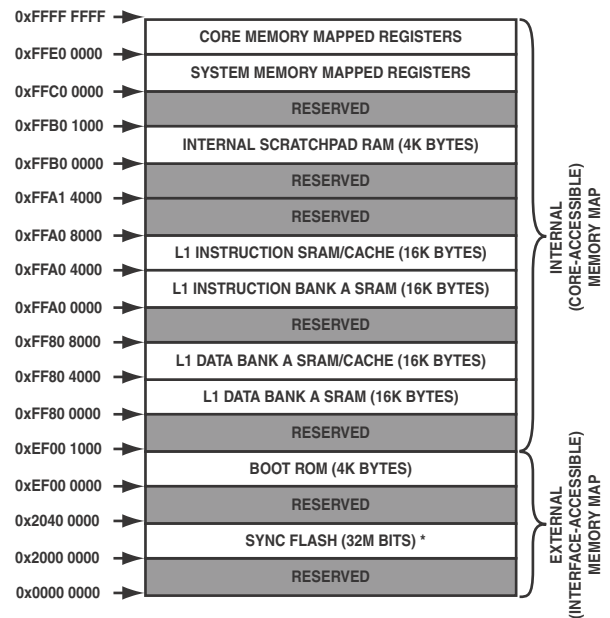 0xFFFF FFFF
CORE MEMORY MAPPED REGISTERS
0xFFE0 0000
SYSTEM MEMORY MAPPED REGISTERS
0xFFC0 0000
RESERVED
0xFFB0 1000
INTERNAL SCRATCHPAD RAM (4K BYTES)
0xFFB0 0000
RESERVED
0xFFA1 4000
RESERVED
0xFFA0 8000
L1 INSTRUCTION SRAM/CACHE (16K BYTES)
0xFFA0 4000
L1 INSTRUCTION BANK A SRAM (16K BYTES)
0xFFA0 0000
RESERVED
0xFF80 8000
L1 DATA BANK A SRAM/CACHE (16K BYTES)
0xFF80 4000
L1 DATA BANK A SRAM (16K BYTES)
0xFF80 0000
RESERVED
0xEF00 1000
BOOT ROM (4K BYTES)
0xEF00 0000
RESERVED
0x2040 0000
SYNC FLASH (32M BITS) *
0x2000 0000
RESERVED
0x0000 0000
INTERNAL
(CORE-ACCESSIBLE)
MEMORY MAP
EXTERNAL
(INTERFACE-ACCESSIBLE)
MEMORY MAP